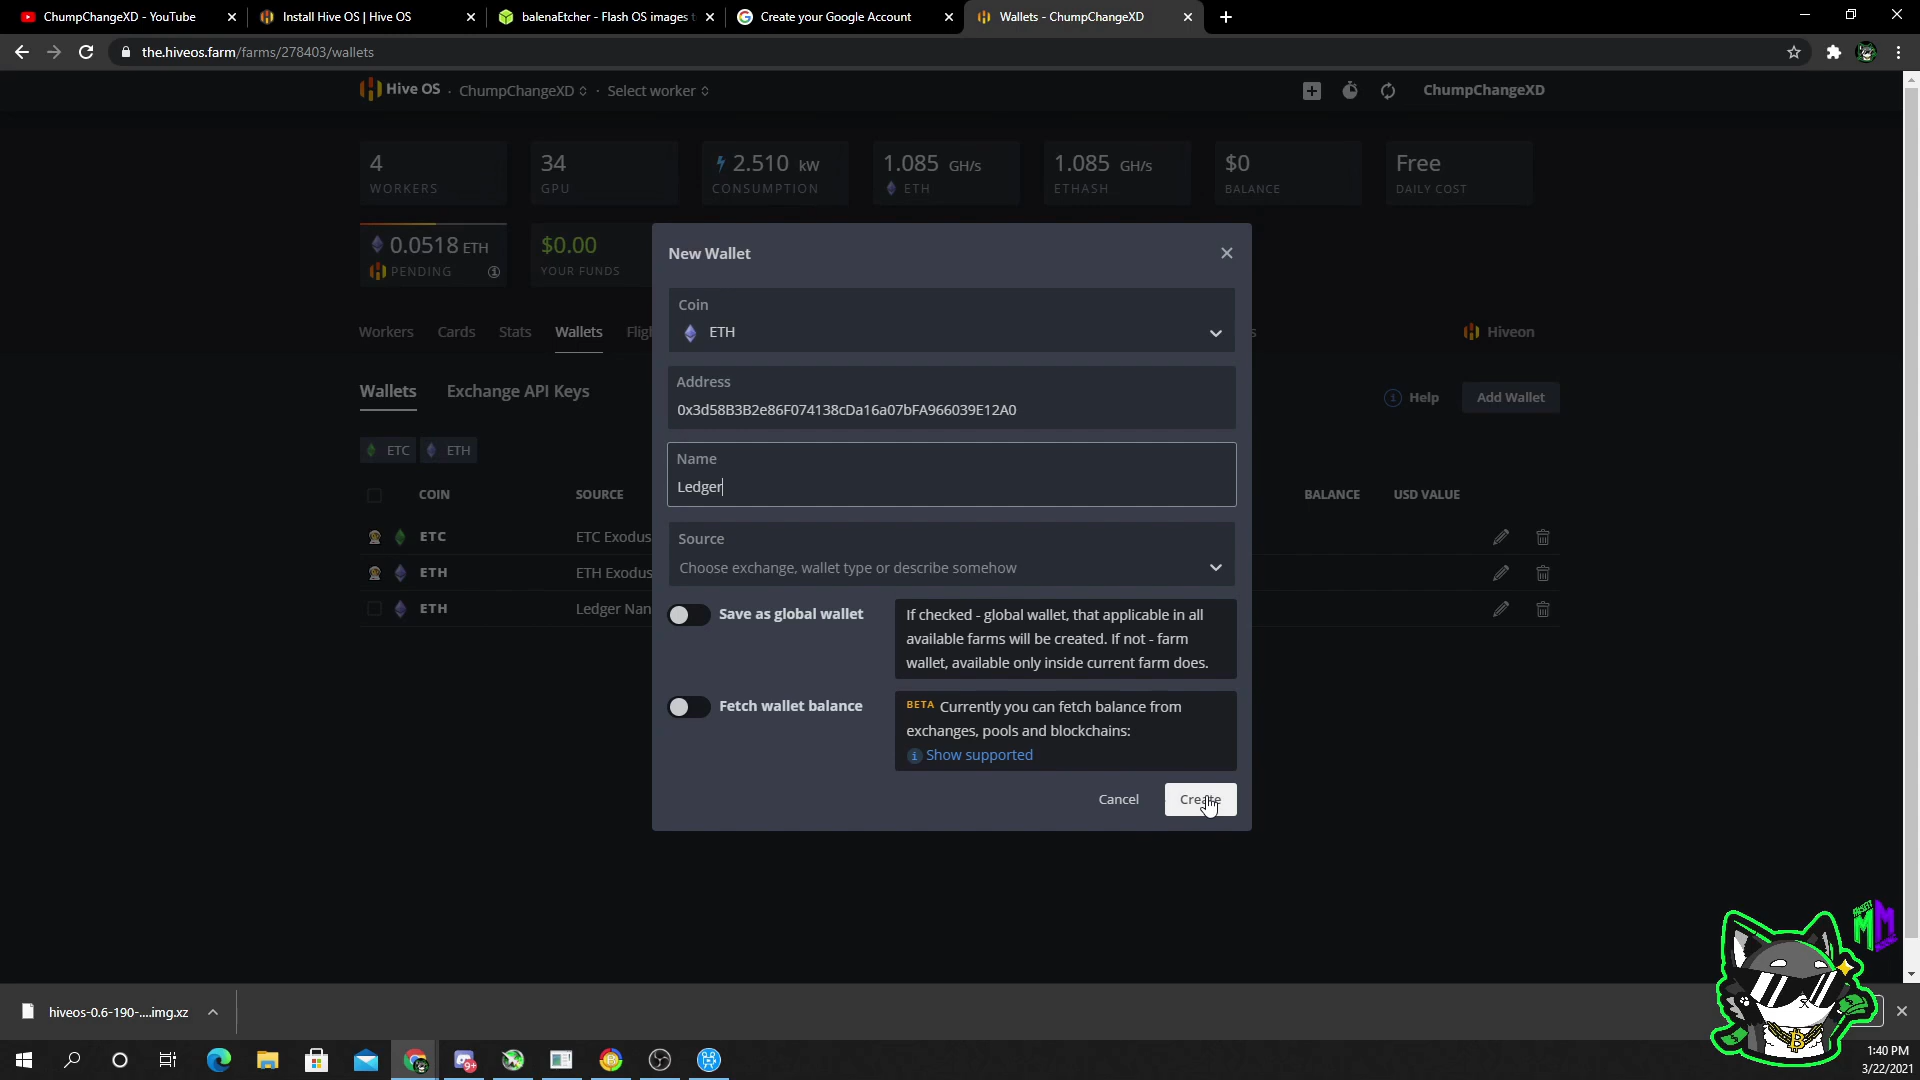 ChumpChangeXD - YouTube
Install Hive OS | Hive OS
balenaEtcher - Flash OS images t
Create your Google Account
Wallets - ChumpChangeXD
the.hiveos.farm/farms/278403/wallets
Hive OS · ChumpChangeXD · Select worker
ChumpChangeXD
4
WORKERS
34
GPU
2.510 kW
CONSUMPTION
1.085 GH/s
ETH
1.085 GH/s
ETHASH
$0
BALANCE
Free
DAILY COST
0.0518 ETH
PENDING
$0.00
YOUR FUNDS
Workers Cards Stats Wallets Fligh s Hiveon
Wallets Exchange API Keys
Help Add Wallet
ETC ETH
COIN SOURCE BALANCE USD VALUE
ETC ETC Exodus
ETH ETH Exodus
ETH Ledger Nan
New Wallet
Coin
ETH
Address
0x3d58B3B2e86F074138cDa16a07bFA966039E12A0
Name
Ledger
Source
Choose exchange, wallet type or describe somehow
Save as global wallet
If checked - global wallet, that applicable in all
available farms will be created. If not - farm
wallet, available only inside current farm does.
Fetch wallet balance
BETA Currently you can fetch balance from
exchanges, pools and blockchains:
Show supported
Cancel Create
hiveos-0.6-190-....img.xz
9+
1:40 PM
3/22/2021